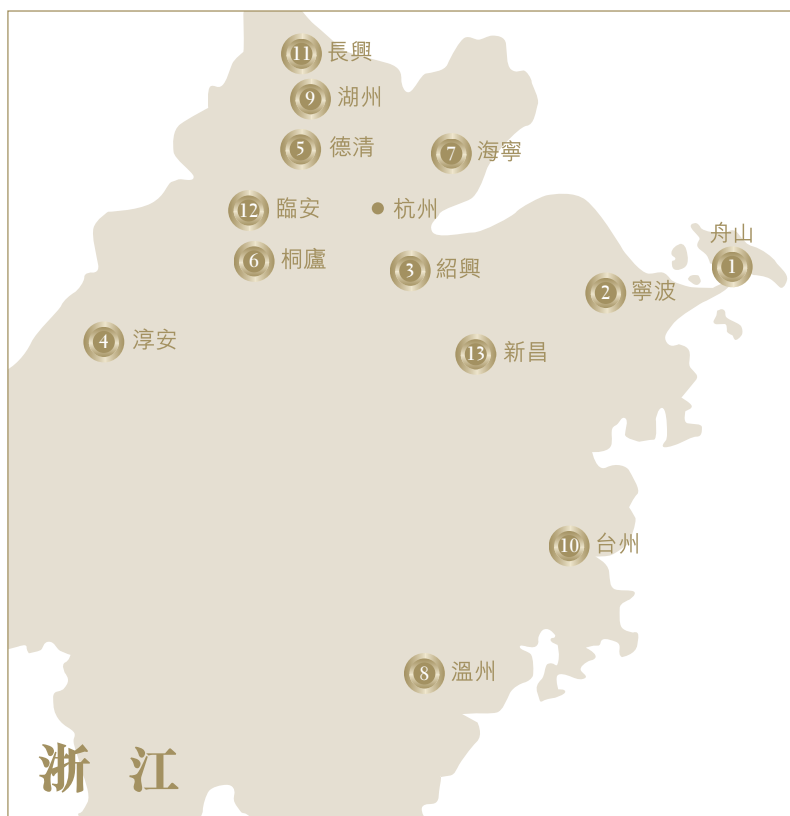 11 長興
9 湖州
5 德清
7 海寧
12 臨安
杭州
舟山
1
6 桐廬
3 紹興
2 寧波
4 淳安
13 新昌
10 台州
8 溫州
浙 江